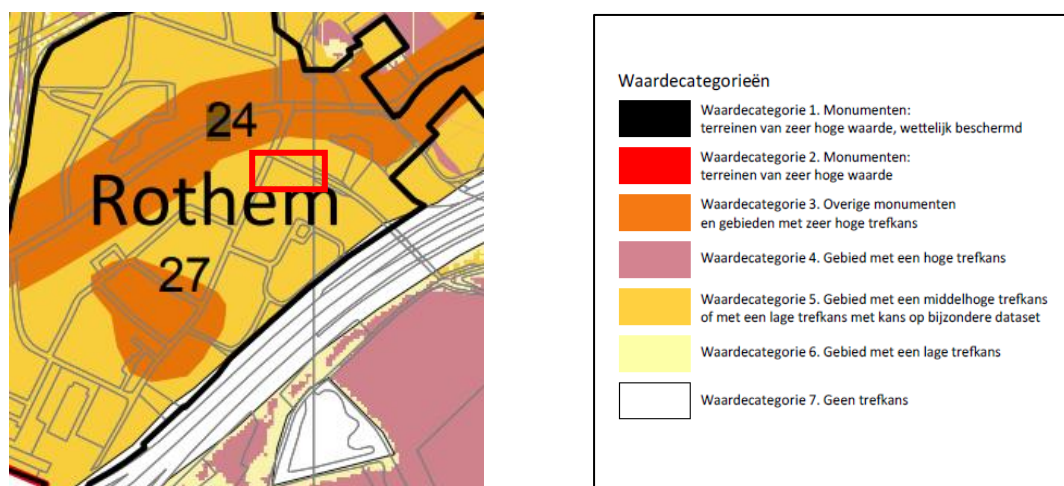 24
Rothem
27
Waardecategorieën
Waardecategorie 1. Monumenten:
terreinen van zeer hoge waarde, wettelijk beschermd
Waardecategorie 2. Monumenten:
terreinen van zeer hoge waarde
Waardecategorie 3. Overige monumenten
en gebieden met zeer hoge trefkans
Waardecategorie 4. Gebied met een hoge trefkans
Waardecategorie 5. Gebied met een middelhoge trefkans
of met een lage trefkans met kans op bijzondere dataset
Waardecategorie 6. Gebied met een lage trefkans
Waardecategorie 7. Geen trefkans